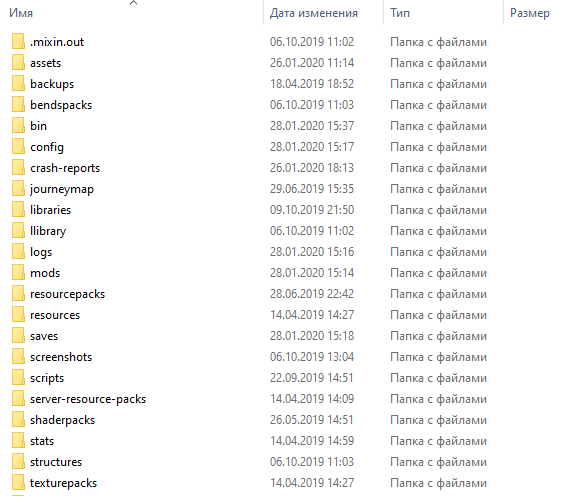 Имя Дата изменения Тип Размер
.mixin.out 06.10.2019 11:02 Папка с файлами
assets 26.01.2020 11:14 Папка с файлами
backups 18.04.2019 18:52 Папка с файлами
bendspacks 06.10.2019 11:03 Папка с файлами
bin 28.01.2020 15:37 Папка с файлами
config 28.01.2020 15:17 Папка с файлами
crash-reports 26.01.2020 18:13 Папка с файлами
journeymap 29.06.2019 15:35 Папка с файлами
libraries 09.10.2019 21:50 Папка с файлами
llibrary 06.10.2019 11:02 Папка с файлами
logs 28.01.2020 15:16 Папка с файлами
mods 28.01.2020 15:14 Папка с файлами
resourcepacks 28.06.2019 22:42 Папка с файлами
resources 14.04.2019 14:27 Папка с файлами
saves 28.01.2020 15:18 Папка с файлами
screenshots 06.10.2019 13:04 Папка с файлами
scripts 22.09.2019 14:51 Папка с файлами
server-resource-packs 14.04.2019 14:09 Папка с файлами
shaderpacks 26.05.2019 14:51 Папка с файлами
stats 14.04.2019 14:59 Папка с файлами
structures 06.10.2019 11:03 Папка с файлами
texturepacks 14.04.2019 14:27 Папка с файлами